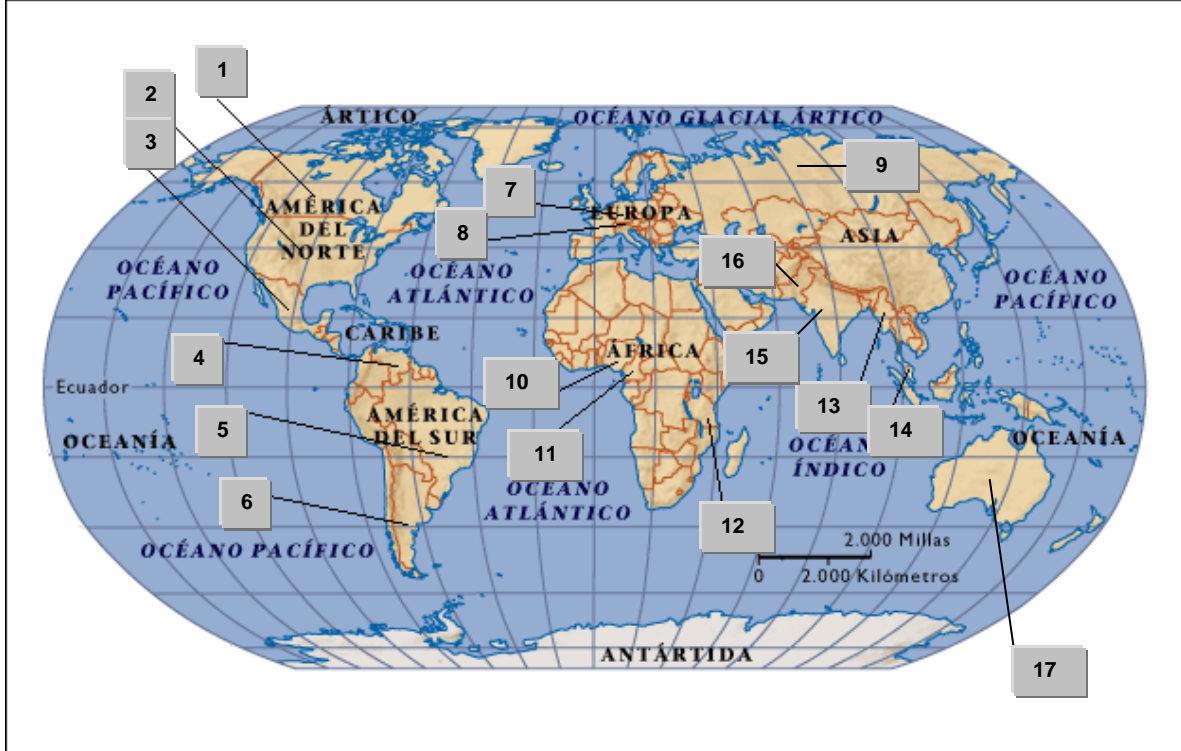 1
2
3
ÁRTICO
OCÉANO GLACIAL ÁRTICO
9
7
EUROPA
8
AMÉRICA
DEL
NORTE
ASIA
16
OCÉANO
PACÍFICO
OCÉANO
ATLÁNTICO
OCÉANO
PACÍFICO
CARIBE
4
ÁFRICA
15
10
Ecuador
13
14
AMÉRICA
DEL SUR
5
OCEANÍA
11
OCÉANO
ÍNDICO
OCEANÍA
6
OCÉANO
ATLÁNTICO
12
OCÉANO PACÍFICO
2.000 Millas
0 2.000 Kilómetros
ANTÁRTIDA
17